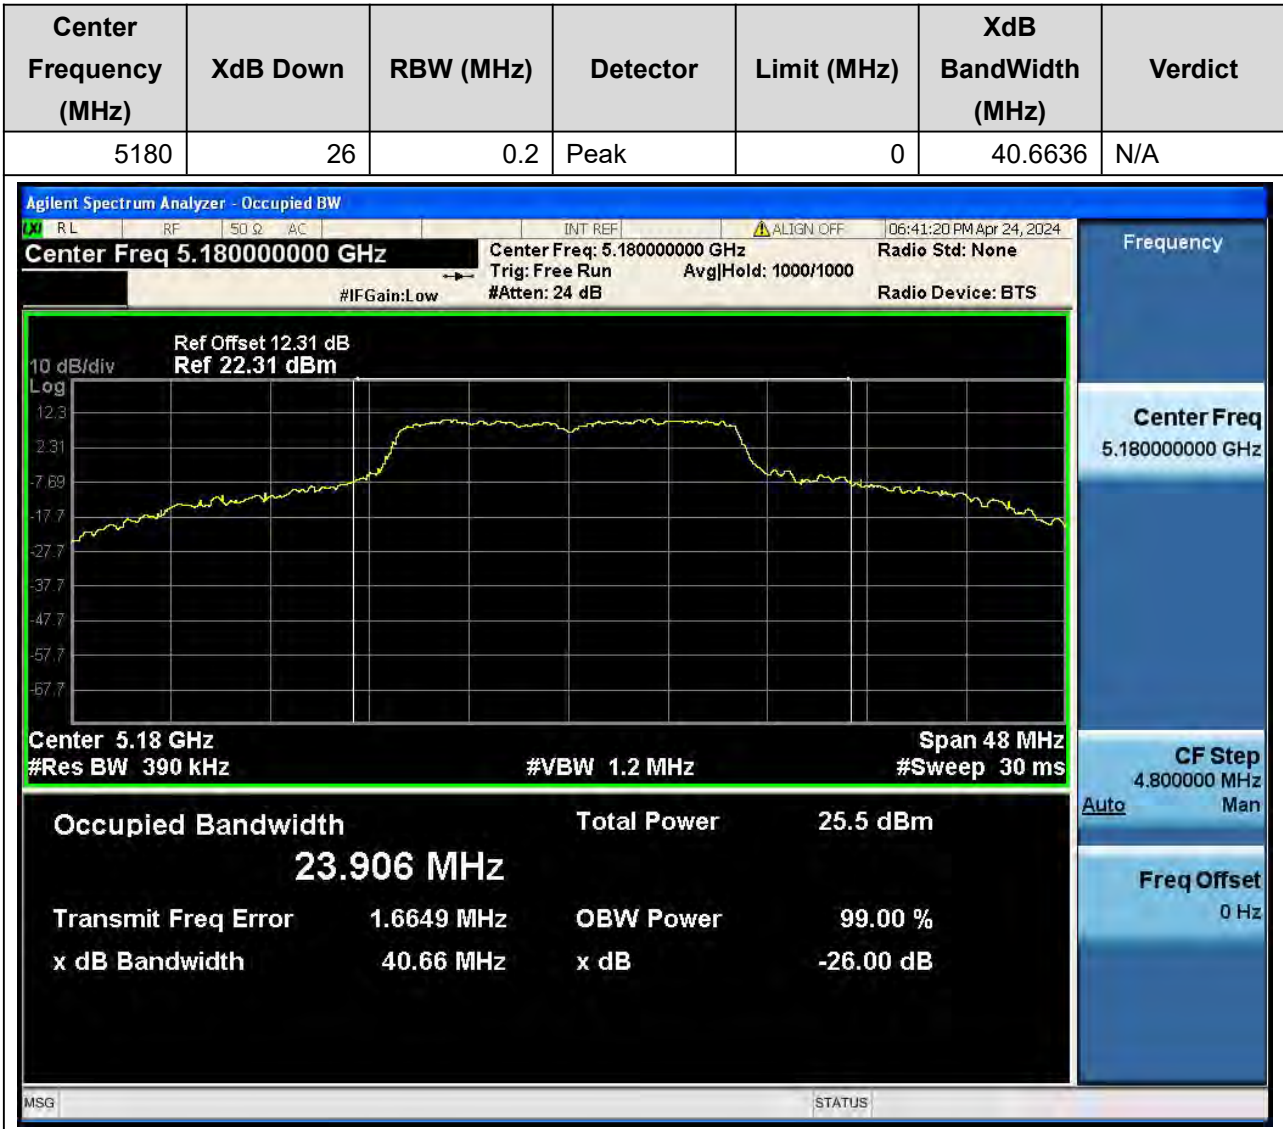 Center Frequency (MHz) XdB Down RBW (MHz) Detector Limit (MHz) XdB BandWidth (MHz) Verdict
5180 26 0.2 Peak 0 40.6636 N/A
Agilent Spectrum Analyzer - Occupied BW
LXI RL RF 50 Ω AC INT REF ALIGN OFF 06:41:20 PM Apr 24, 2024
Center Freq 5.180000000 GHz
Center Freq: 5.180000000 GHz Radio Std: None
Trig: Free Run Avg|Hold: 1000/1000
#IFGain:Low #Atten: 24 dB Radio Device: BTS
Ref Offset 12.31 dB
10 dB/div Ref 22.31 dBm
Log
12.3
2.31
-7.69
-17.7
-27.7
-37.7
-47.7
-57.7
-67.7
Center 5.18 GHz Span 48 MHz
#Res BW 390 kHz #VBW 1.2 MHz #Sweep 30 ms
Occupied Bandwidth Total Power 25.5 dBm
23.906 MHz
Transmit Freq Error 1.6649 MHz OBW Power 99.00 %
x dB Bandwidth 40.66 MHz x dB -26.00 dB
MSG STATUS
Frequency
Center Freq
5.180000000 GHz
CF Step
4.800000 MHz
Auto Man
Freq Offset
0 Hz